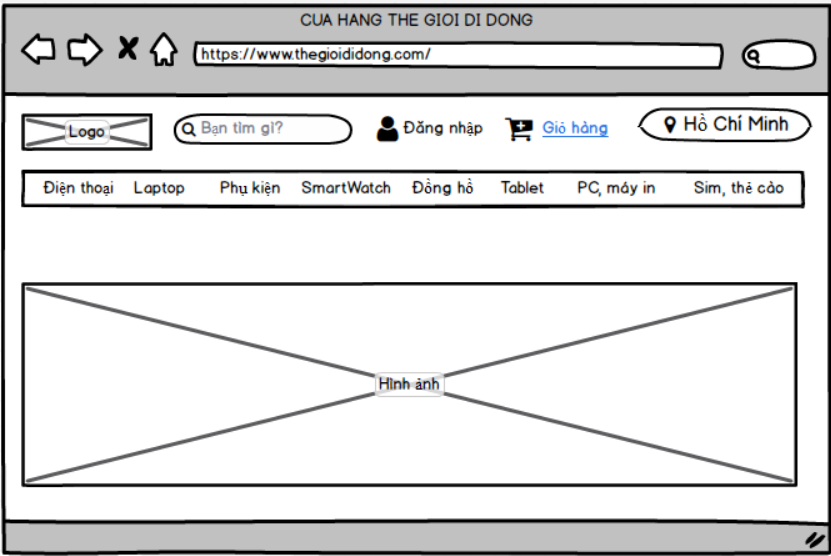 CUA HANG THE GIOI DI DONG
https://www.thegioididong.com/
Logo Bạn tìm gì? Đăng nhập Giỏ hàng Hồ Chí Minh
Điện thoại Laptop Phụ kiện SmartWatch Đồng hồ Tablet PC, máy in Sim, thẻ cào
Hình ảnh